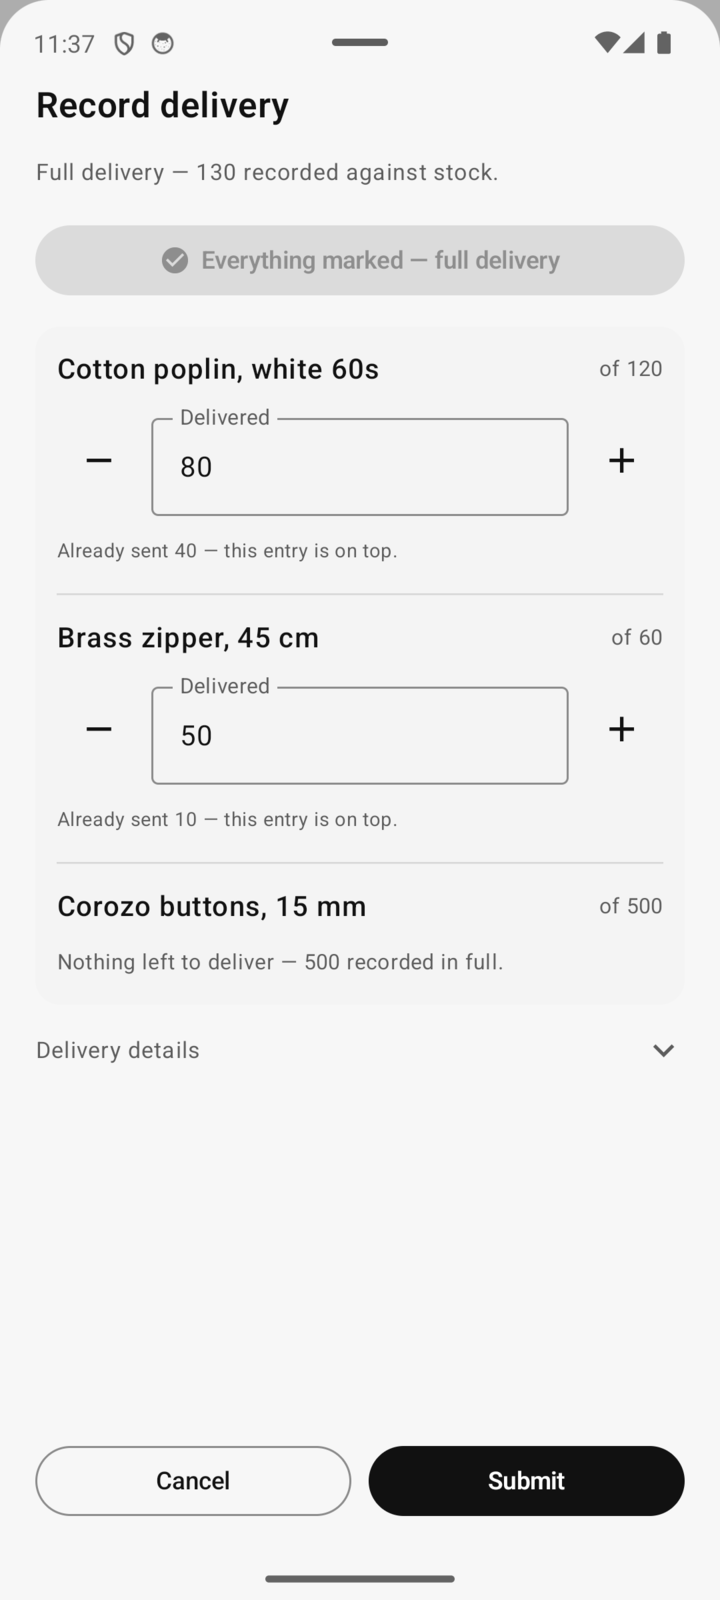 11:37
Record delivery
Full delivery — 130 recorded against stock.
Everything marked — full delivery
Cotton poplin, white 60s
of 120
Delivered
80
Already sent 40 — this entry is on top.
Brass zipper, 45 cm
of 60
Delivered
50
Already sent 10 — this entry is on top.
Corozo buttons, 15 mm
of 500
Nothing left to deliver — 500 recorded in full.
Delivery details
Cancel
Submit